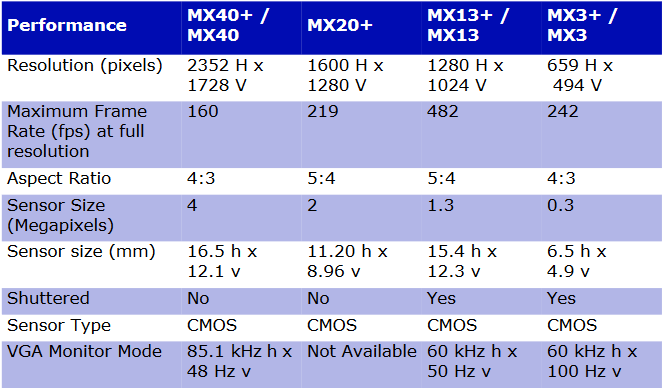 Performance MX40+ / MX40 MX20+ MX13+ / MX13 MX3+ / MX3
Resolution (pixels) 2352 H x 1728 V 1600 H x 1280 V 1280 H x 1024 V 659 H x 494 V
Maximum Frame Rate (fps) at full resolution 160 219 482 242
Aspect Ratio 4:3 5:4 5:4 4:3
Sensor Size (Megapixels) 4 2 1.3 0.3
Sensor size (mm) 16.5 h x 12.1 v 11.20 h x 8.96 v 15.4 h x 12.3 v 6.5 h x 4.9 v
Shuttered No No Yes Yes
Sensor Type CMOS CMOS CMOS CMOS
VGA Monitor Mode 85.1 kHz h x 48 Hz v Not Available 60 kHz h x 50 Hz v 60 kHz h x 100 Hz v